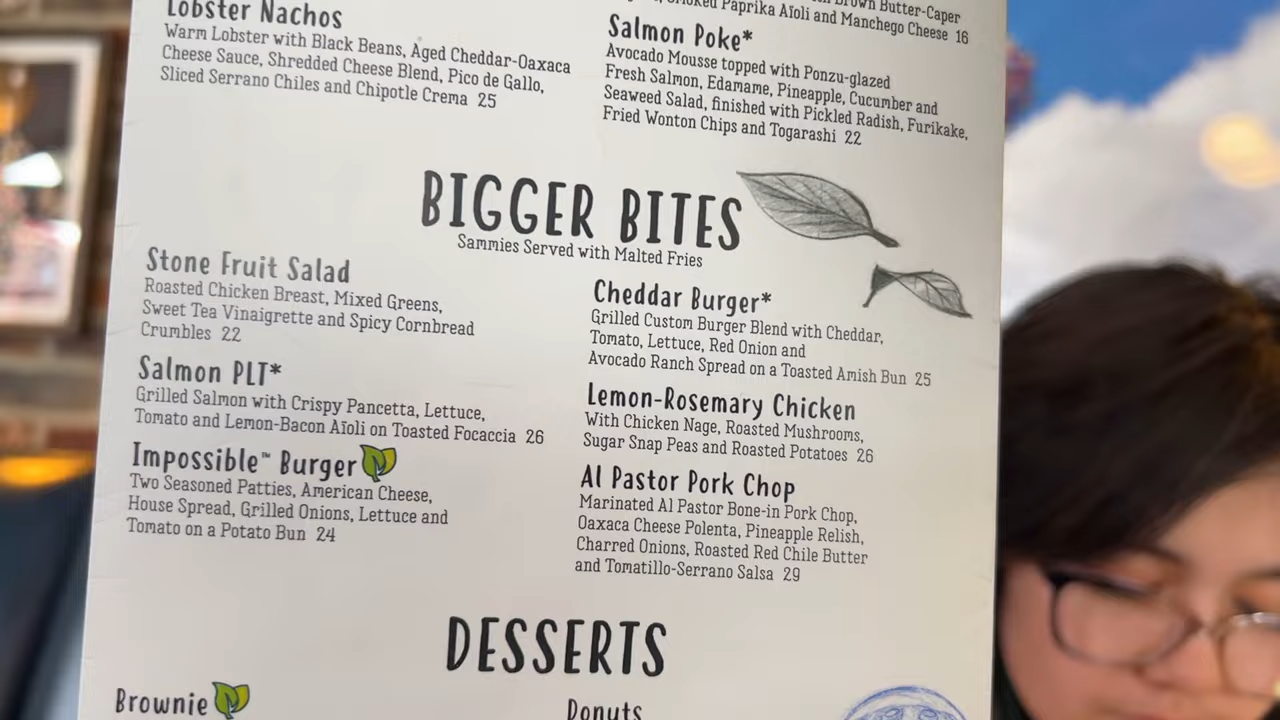 Lobster Nachos
Warm Lobster with Black Beans, Aged Cheddar-Oaxaca
Cheese Sauce, Shredded Cheese Blend, Pico de Gallo,
Sliced Serrano Chiles and Chipotle Crema 25
Brown Butter-Caper
Smoked Paprika Aïoli and Manchego Cheese 16
Salmon Poke*
Avocado Mousse topped with Ponzu-glazed
Fresh Salmon, Edamame, Pineapple, Cucumber and
Seaweed Salad, finished with Pickled Radish, Furikake,
Fried Wonton Chips and Togarashi 22
BIGGER BITES
Sammies Served with Malted Fries
Stone Fruit Salad
Roasted Chicken Breast, Mixed Greens,
Sweet Tea Vinaigrette and Spicy Cornbread
Crumbles 22
Salmon PLT*
Grilled Salmon with Crispy Pancetta, Lettuce,
Tomato and Lemon-Bacon Aïoli on Toasted Focaccia 26
Impossible™ Burger
Two Seasoned Patties, American Cheese,
House Spread, Grilled Onions, Lettuce and
Tomato on a Potato Bun 24
Cheddar Burger*
Grilled Custom Burger Blend with Cheddar,
Tomato, Lettuce, Red Onion and
Avocado Ranch Spread on a Toasted Amish Bun 25
Lemon-Rosemary Chicken
With Chicken Nage, Roasted Mushrooms,
Sugar Snap Peas and Roasted Potatoes 26
Al Pastor Pork Chop
Marinated Al Pastor Bone-in Pork Chop,
Oaxaca Cheese Polenta, Pineapple Relish,
Charred Onions, Roasted Red Chile Butter
and Tomatillo-Serrano Salsa 29
DESSERTS
Brownie
Donuts